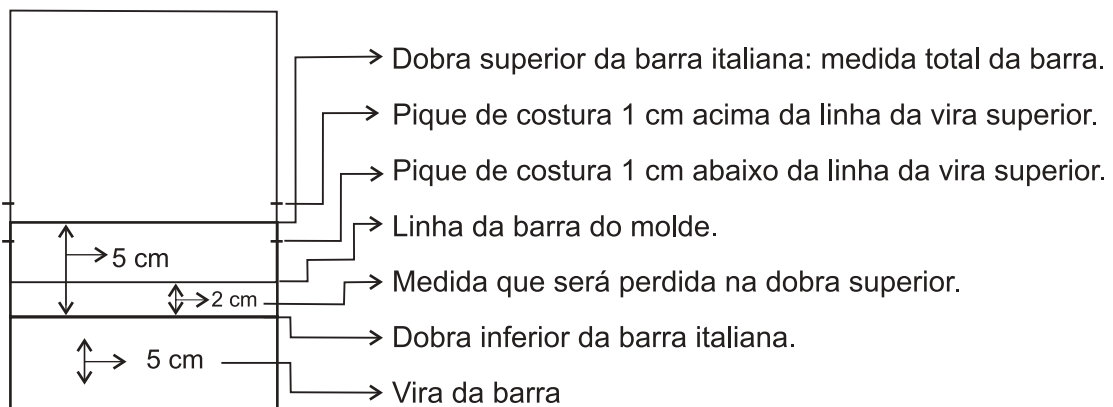 Dobra superior da barra italiana: medida total da barra.
Pique de costura 1 cm acima da linha da vira superior.
Pique de costura 1 cm abaixo da linha da vira superior.
Linha da barra do molde.
5 cm
Medida que será perdida na dobra superior.
2 cm
Dobra inferior da barra italiana.
5 cm
Vira da barra